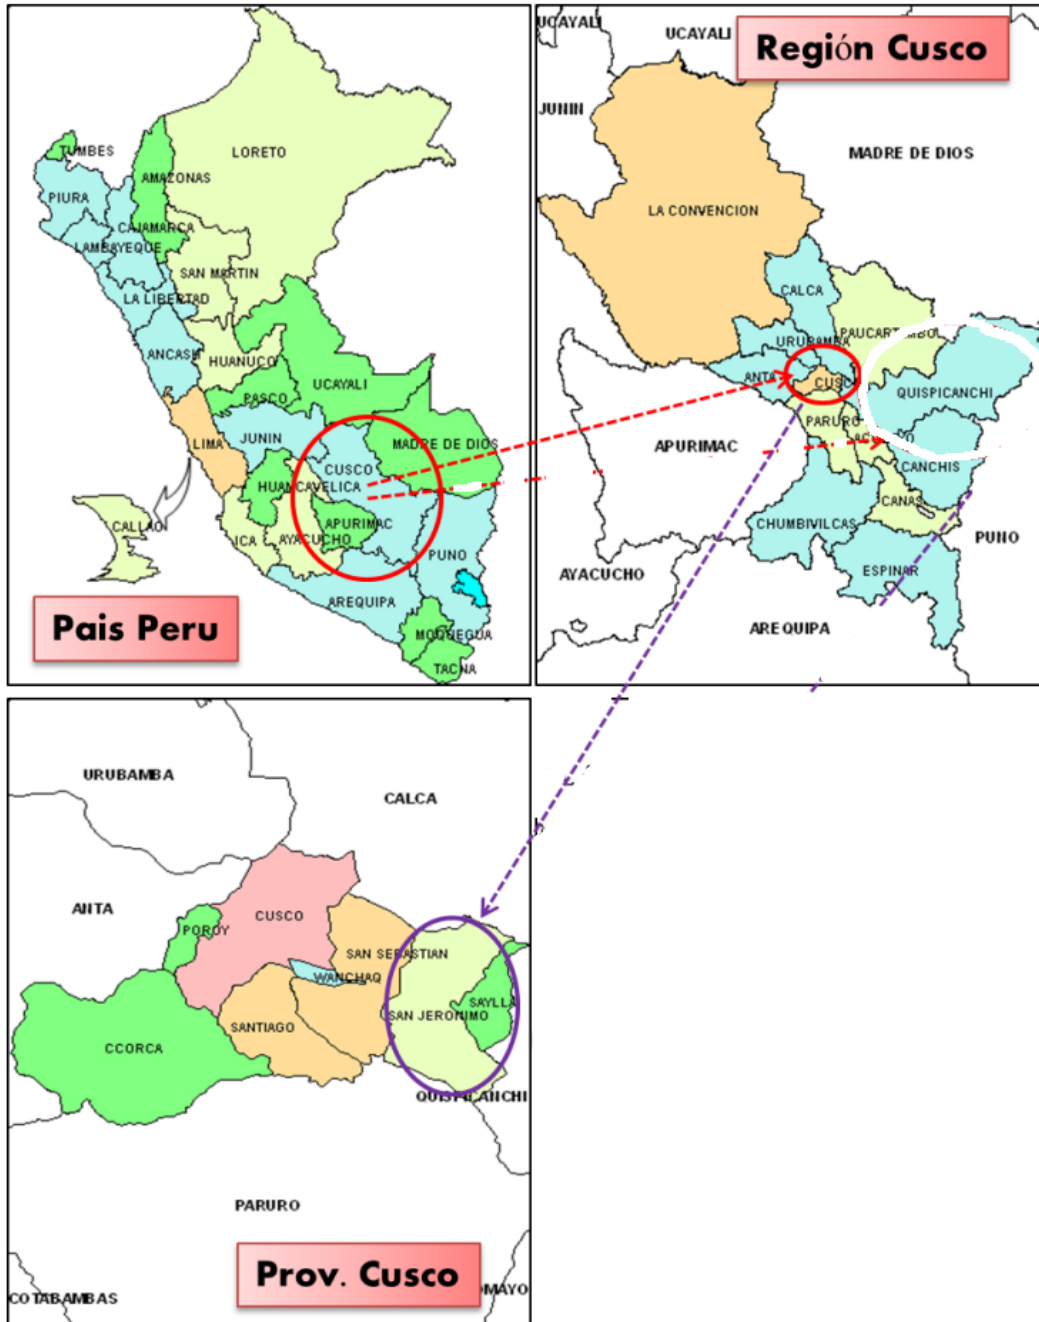 TUMBES
LORETO
AMAZONAS
PIURA
CAJAMARCA
LAMBAYEQUE
SAN MARTIN
LA LIBERTAD
ANCASH
HUANUCO
UCAYALI
PASCO
LIMA
JUNIN
MADRE DE DIOS
CUSCO
HUANCAVELICA
CALLAO
APURIMAC
ICA
AYACUCHO
PUNO
AREQUIPA
MOQUEGUA
TACNA
Pais Peru
UCAYALI
UCAYALI
Región Cusco
JUNIN
MADRE DE DIOS
LA CONVENCION
CALCA
PAUCARTAMBO
URUBAMBA
ANTA
CUSC
QUISPICANCHI
PARURO
APURIMAC
CANCHIS
CANAS
CHUMBIVILCAS
PUNO
ESPINAR
AYACUCHO
AREQUIPA
URUBAMBA
CALCA
ANTA
CUSCO
POROY
SAN SEBASTIAN
WANCHAQ
SAYLLA
SAN JERONIMO
SANTIAGO
CCORCA
QUISPICANCHI
PARURO
Prov. Cusco
COTABAMBAS
OMAYO